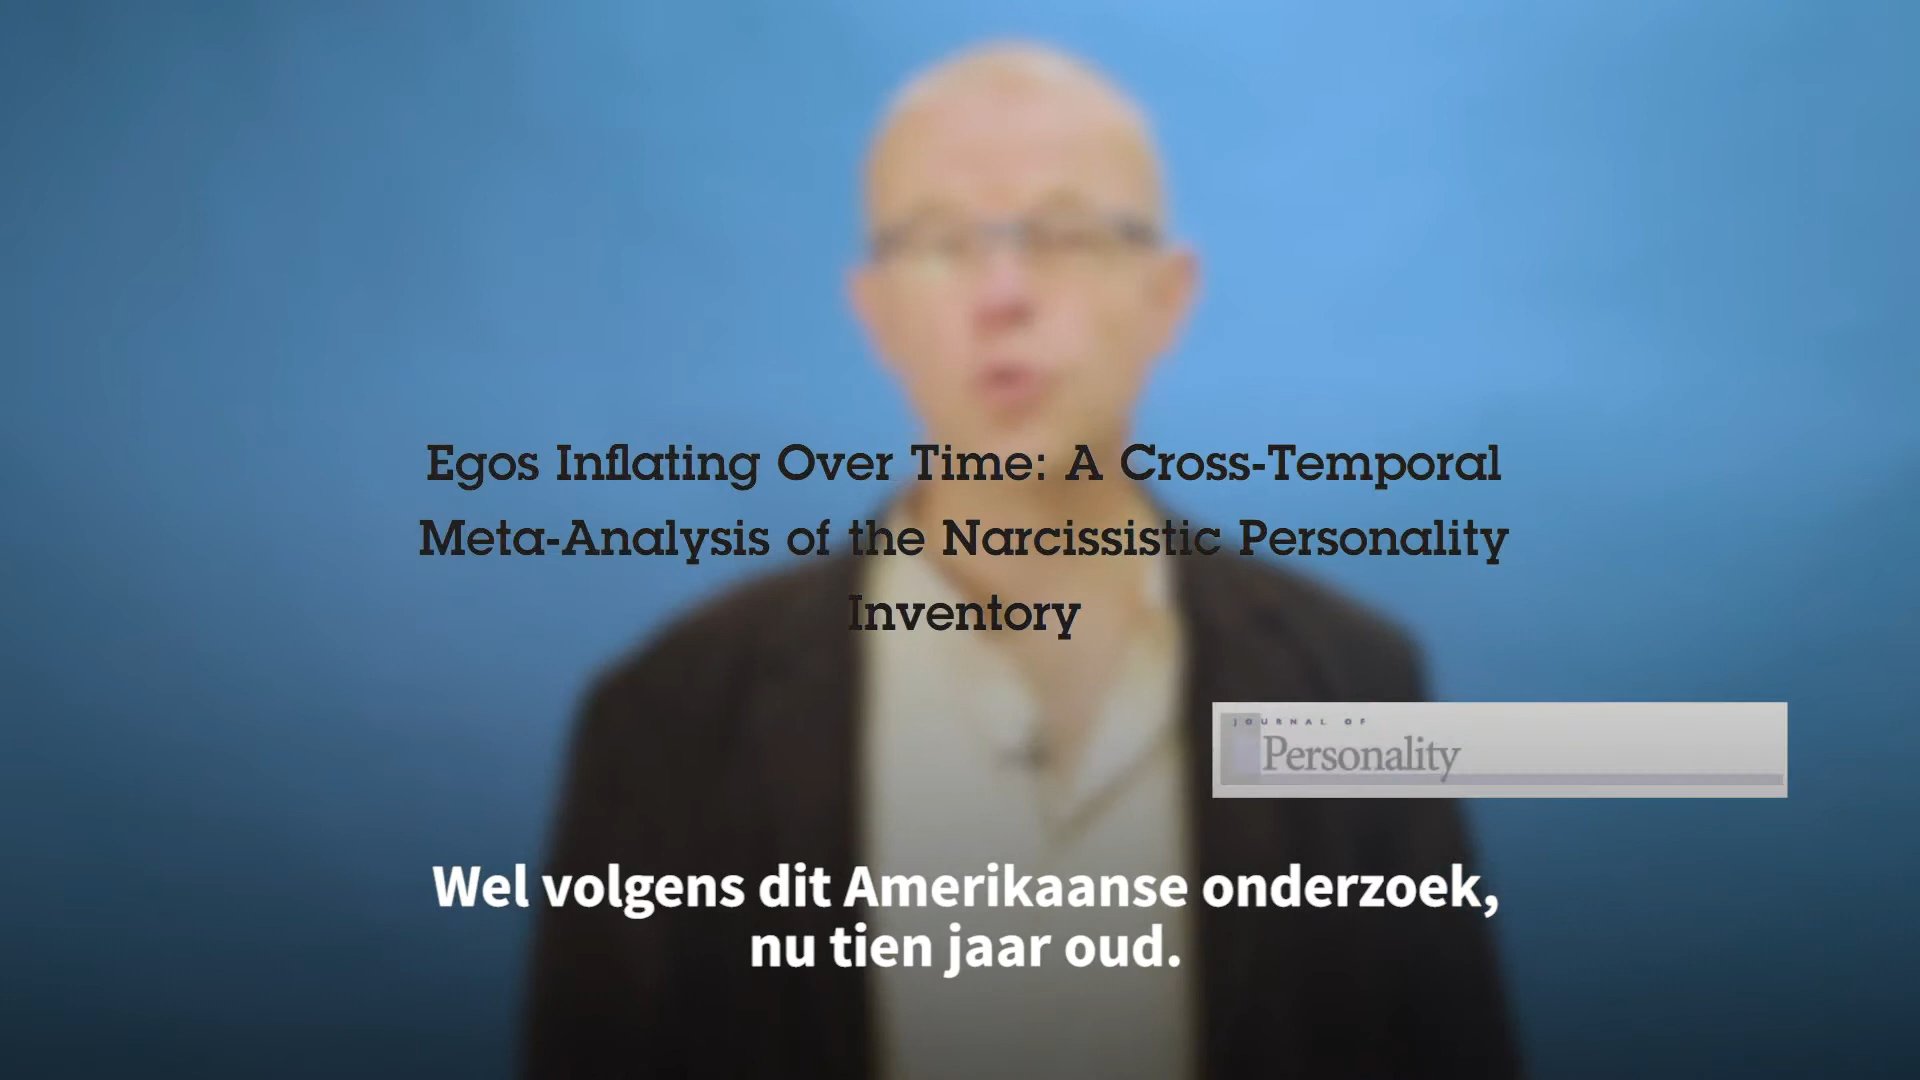 Egos Inflating Over Time: A Cross-Temporal
Meta-Analysis of the Narcissistic Personality
Inventory
JOURNAL OF
Personality
Wel volgens dit Amerikaanse onderzoek,
nu tien jaar oud.